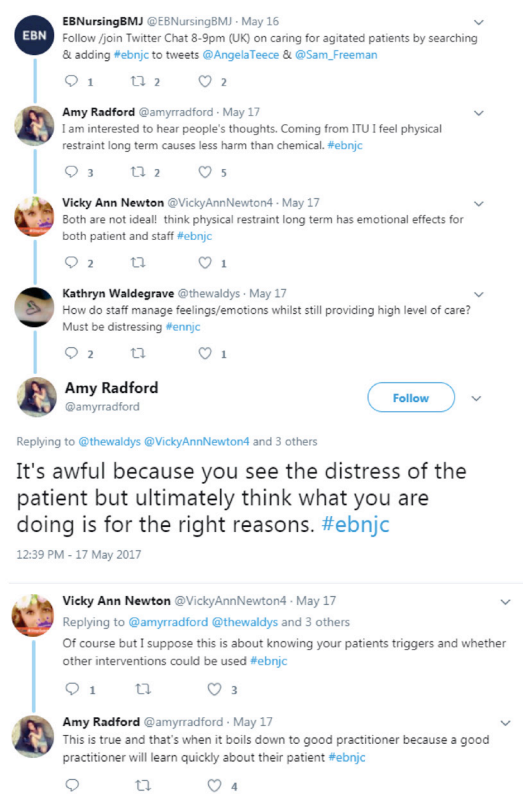 EBN
EBNursingBMJ @EBNursingBMJ · May 16
Follow /join Twitter Chat 8-9pm (UK) on caring for agitated patients by searching
& adding #ebnjc to tweets @AngelaTeece & @Sam_Freeman
1 2 2
Amy Radford @amyrradford · May 17
I am interested to hear people's thoughts. Coming from ITU I feel physical
restraint long term causes less harm than chemical. #ebnjc
3 2 5
Vicky Ann Newton @VickyAnnNewton4 · May 17
Both are not ideal! think physical restraint long term has emotional effects for
both patient and staff #ebnjc
2 1
Kathryn Waldegrave @thewaldys · May 17
How do staff manage feelings/emotions whilst still providing high level of care?
Must be distressing #ennjc
2 1
Amy Radford
@amyrradford
Follow
Replying to @thewaldys @VickyAnnNewton4 and 3 others
It's awful because you see the distress of the
patient but ultimately think what you are
doing is for the right reasons. #ebnjc
12:39 PM - 17 May 2017
Vicky Ann Newton @VickyAnnNewton4 · May 17
Replying to @amyrradford @thewaldys and 3 others
Of course but I suppose this is about knowing your patients triggers and whether
other interventions could be used #ebnjc
1 3
Amy Radford @amyrradford · May 17
This is true and that's when it boils down to good practitioner because a good
practitioner will learn quickly about their patient #ebnjc
4